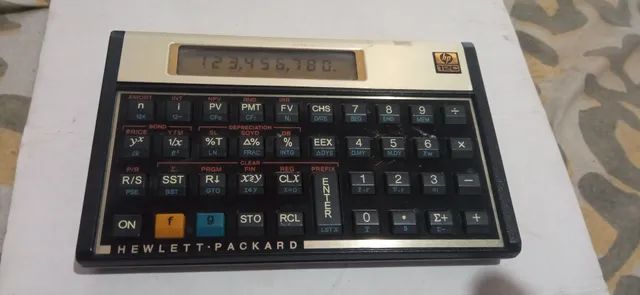 123,456,780.
hp
12C
AMORT INT NPV RND IRR
n i PV PMT FV CHS 7 8 9 ÷
12x 12÷ CFo CFj Nj DATE BEG END MEM
BOND DEPRECIATION
PRICE YTM SL SOYD DB
yˣ 1/x %T Δ% % EEX 4 5 6 ×
LN FRAC INTG ΔDYS D.MY M.DY x̄w
CLEAR
P/R Σ PRGM FIN REG PREFIX
R/S SST R↓ x≷y CLx ENTER 1 2 3 −
PSE BST GTO x≤y x=0
ON f g STO RCL 0 • Σ+ +
LST X Σ-
HEWLETT·PACKARD